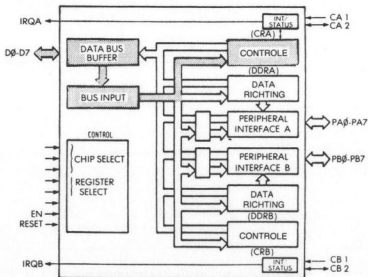 IRQA
INT/
STATUS
CA 1
CA 2
(CRA)
DØ-D7
DATA BUS
BUFFER
CONTROLE
(DDRA)
BUS INPUT
DATA
RICHTING
CONTROL
PERIPHERAL
INTERFACE A
PAØ-PA7
CHIP SELECT
PERIPHERAL
INTERFACE B
PBØ-PB7
REGISTER
SELECT
DATA
RICHTING
EN
(DDRB)
RESET
CONTROLE
(CRB)
IRQB
INT/
STATUS
CB 1
CB 2